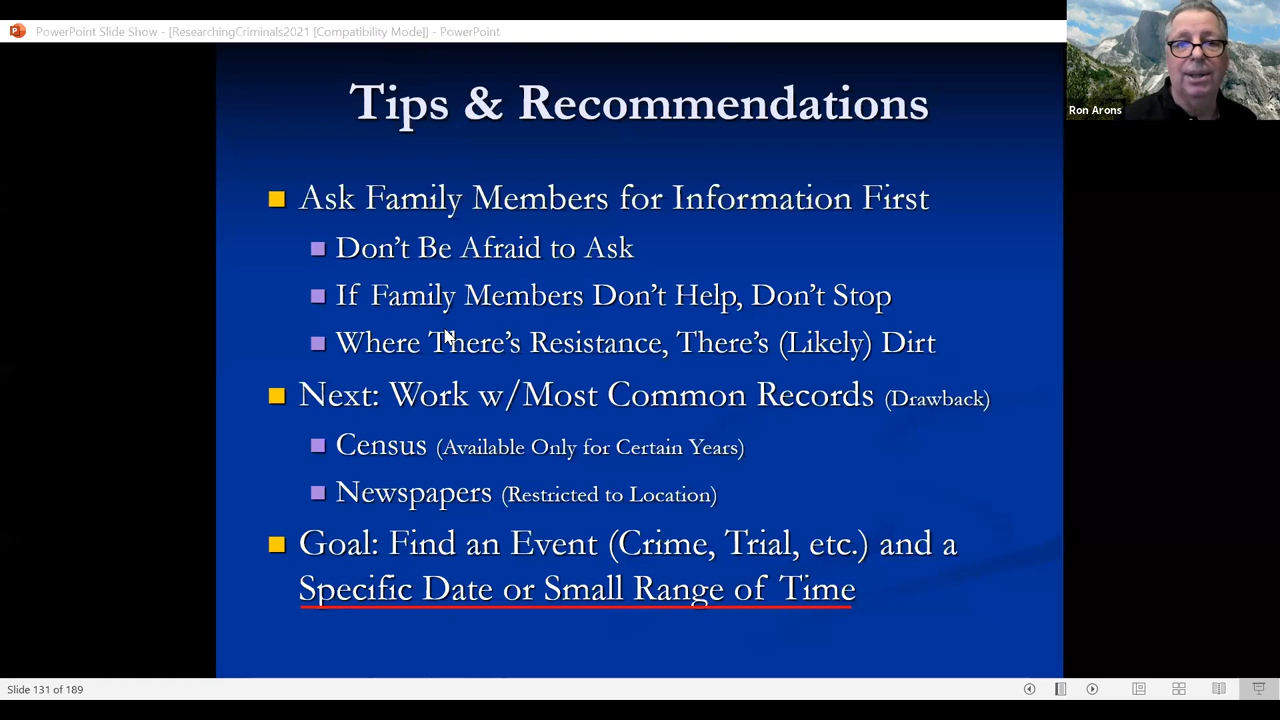 PowerPoint Slide Show - [ResearchingCriminals2021 [Compatibility Mode]] - PowerPoint
Ron Arons
Tips & Recommendations
Ask Family Members for Information First
Don't Be Afraid to Ask
If Family Members Don't Help, Don't Stop
Where There's Resistance, There's (Likely) Dirt
Next: Work w/Most Common Records (Drawback)
Census (Available Only for Certain Years)
Newspapers (Restricted to Location)
Goal: Find an Event (Crime, Trial, etc.) and a
Specific Date or Small Range of Time
Slide 131 of 189